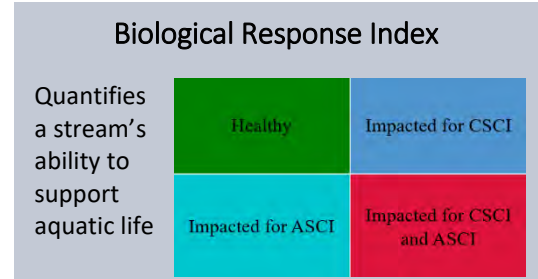 Biological Response Index
Quantifies
a stream's
ability to
support
aquatic life
Healthy
Impacted for CSCI
Impacted for ASCI
Impacted for CSCI
and ASCI